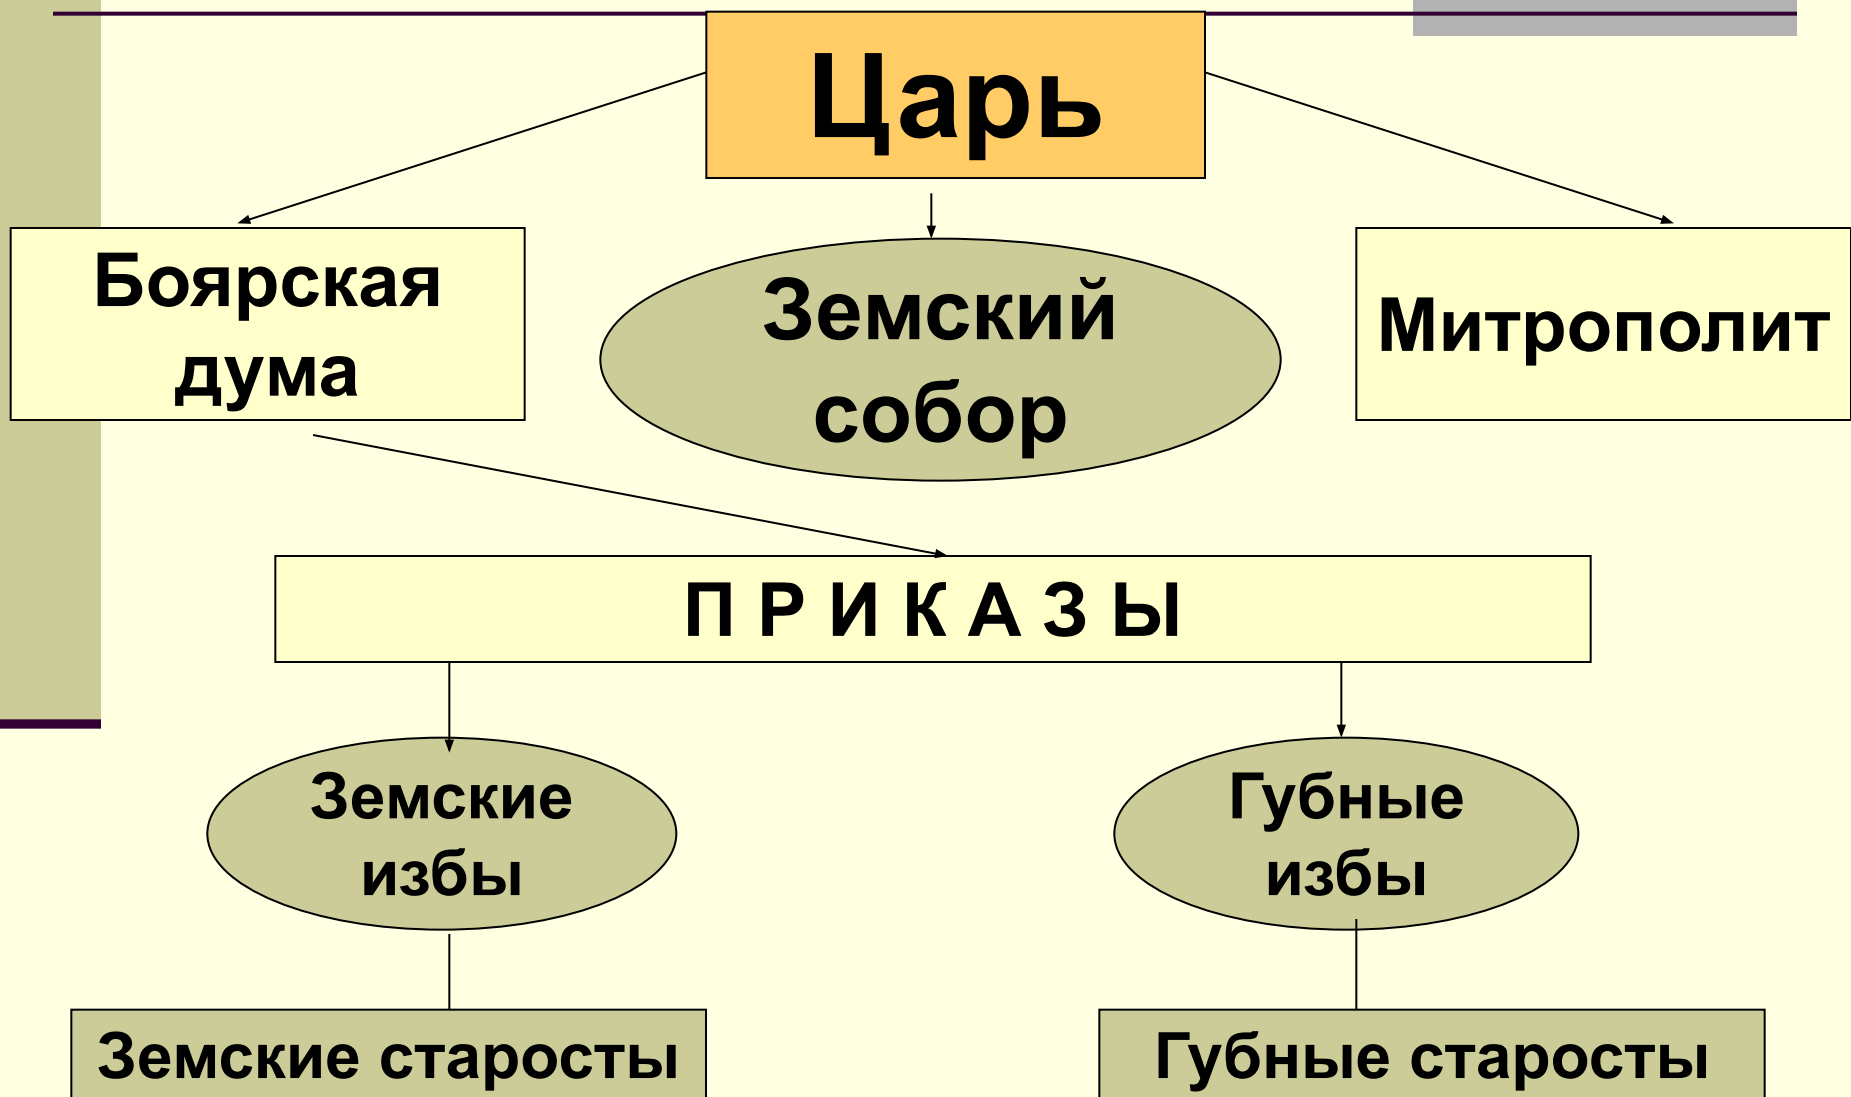 Царь
Боярская
дума
Земский
собор
Митрополит
П Р И К А З Ы
Земские
избы
Губные
избы
Земские старосты
Губные старосты